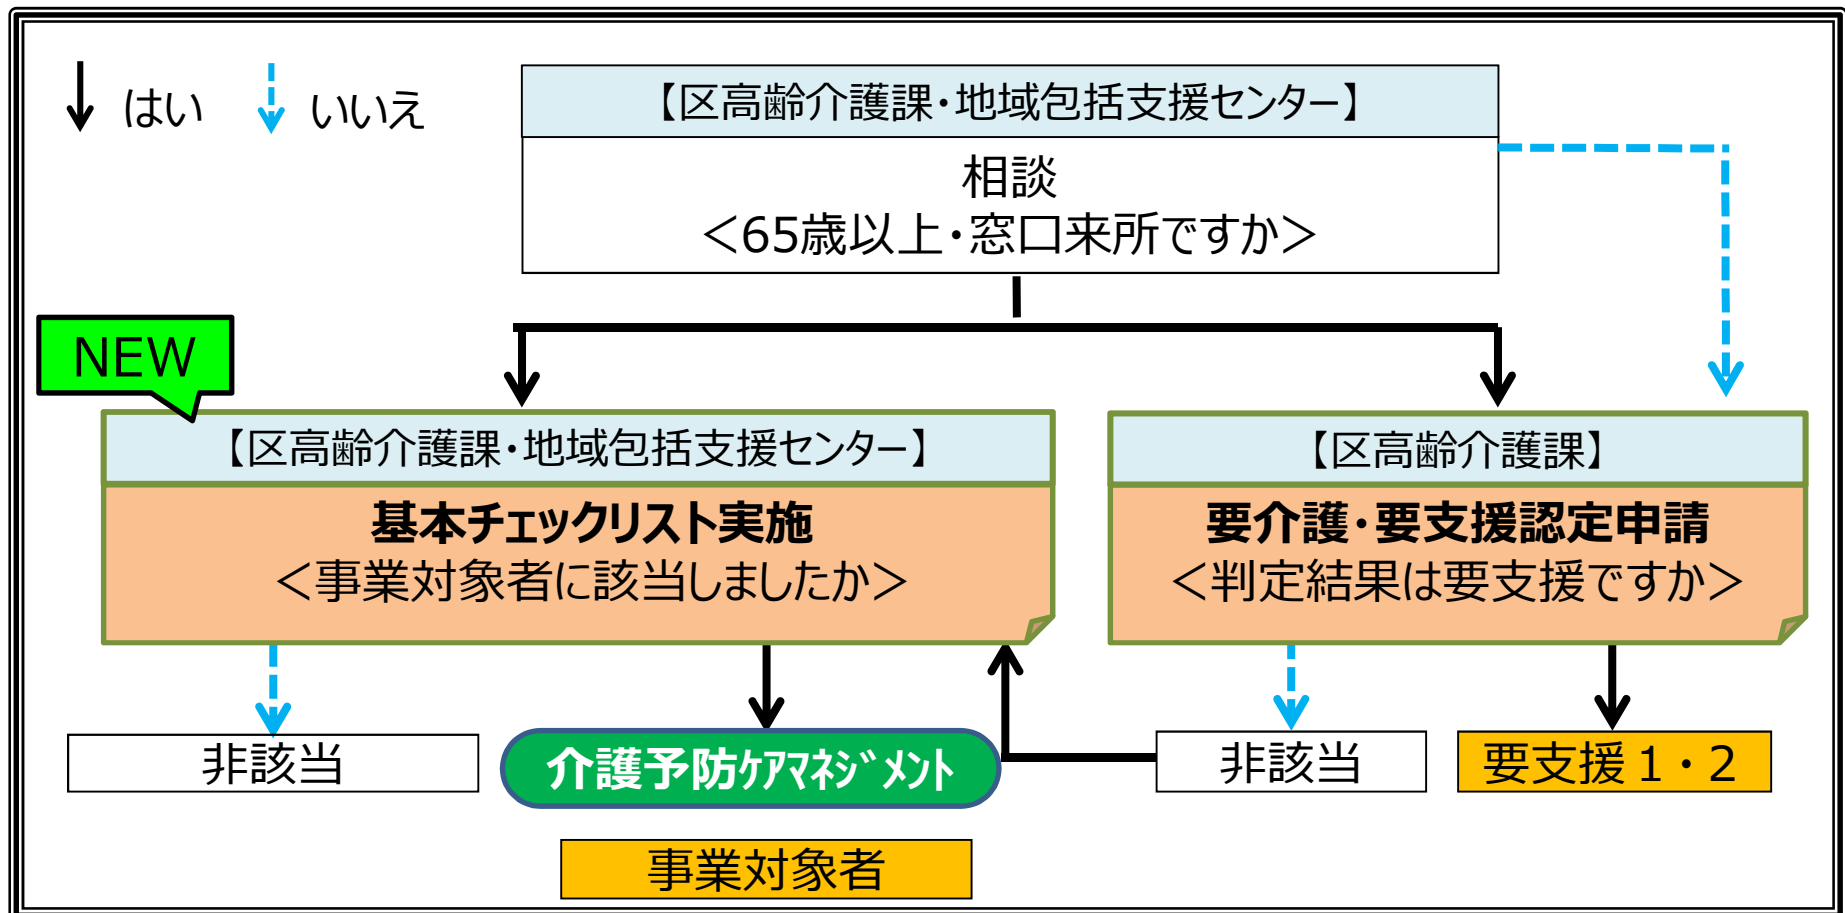 はい
いいえ
【区高齢介護課・地域包括支援センター】
相談
＜65歳以上・窓口来所ですか＞
NEW
【区高齢介護課・地域包括支援センター】
基本チェックリスト実施
＜事業対象者に該当しましたか＞
【区高齢介護課】
要介護・要支援認定申請
＜判定結果は要支援ですか＞
非該当
介護予防ｹｱﾏﾈｼﾞﾒﾝﾄ
非該当
要支援１・２
事業対象者